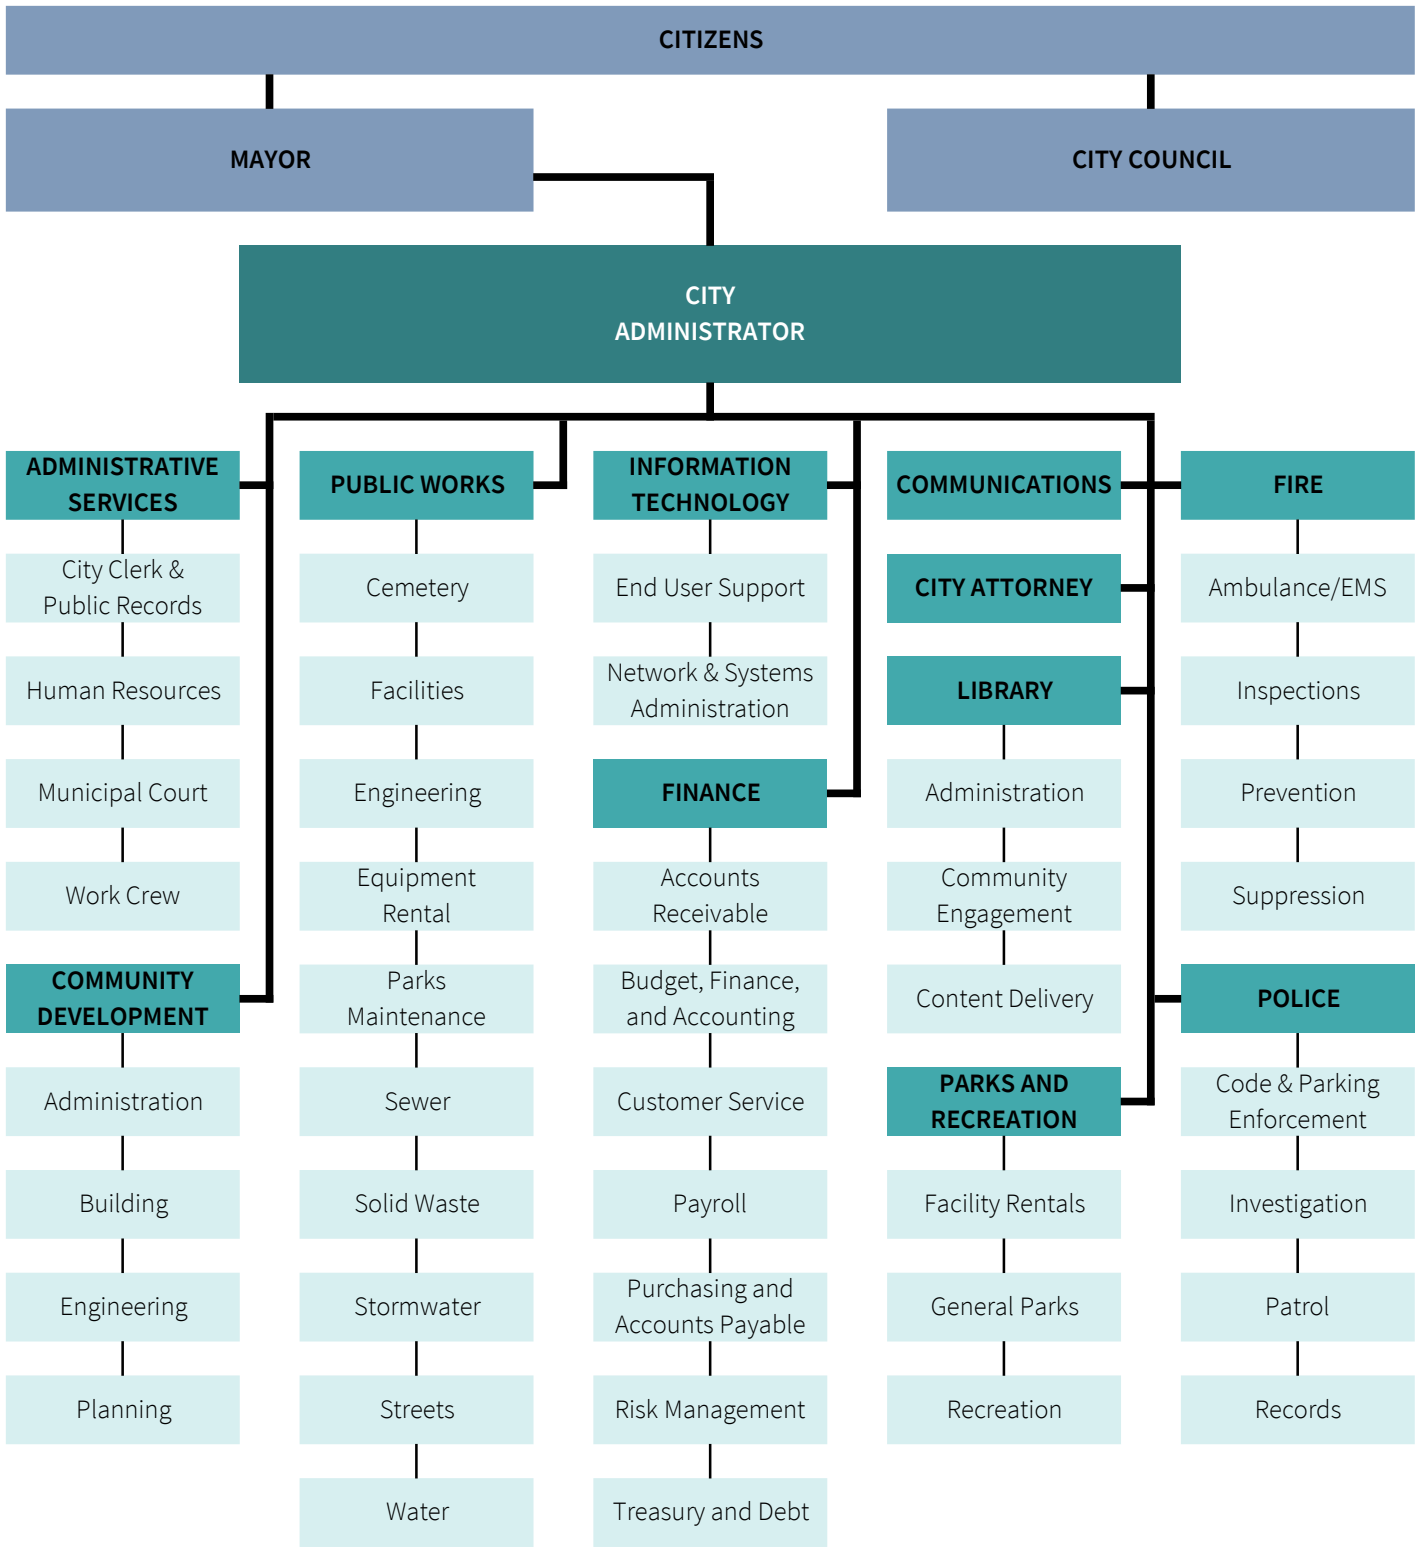 CITIZENS
MAYOR
CITY COUNCIL
CITY
ADMINISTRATOR
ADMINISTRATIVE
SERVICES
City Clerk &
Public Records
Human Resources
Municipal Court
Work Crew
COMMUNITY
DEVELOPMENT
Administration
Building
Engineering
Planning
PUBLIC WORKS
Cemetery
Facilities
Engineering
Equipment
Rental
Parks
Maintenance
Sewer
Solid Waste
Stormwater
Streets
Water
INFORMATION
TECHNOLOGY
End User Support
Network & Systems
Administration
FINANCE
Accounts
Receivable
Budget, Finance,
and Accounting
Customer Service
Payroll
Purchasing and
Accounts Payable
Risk Management
Treasury and Debt
COMMUNICATIONS
CITY ATTORNEY
LIBRARY
Administration
Community
Engagement
Content Delivery
PARKS AND
RECREATION
Facility Rentals
General Parks
Recreation
FIRE
Ambulance/EMS
Inspections
Prevention
Suppression
POLICE
Code & Parking
Enforcement
Investigation
Patrol
Records